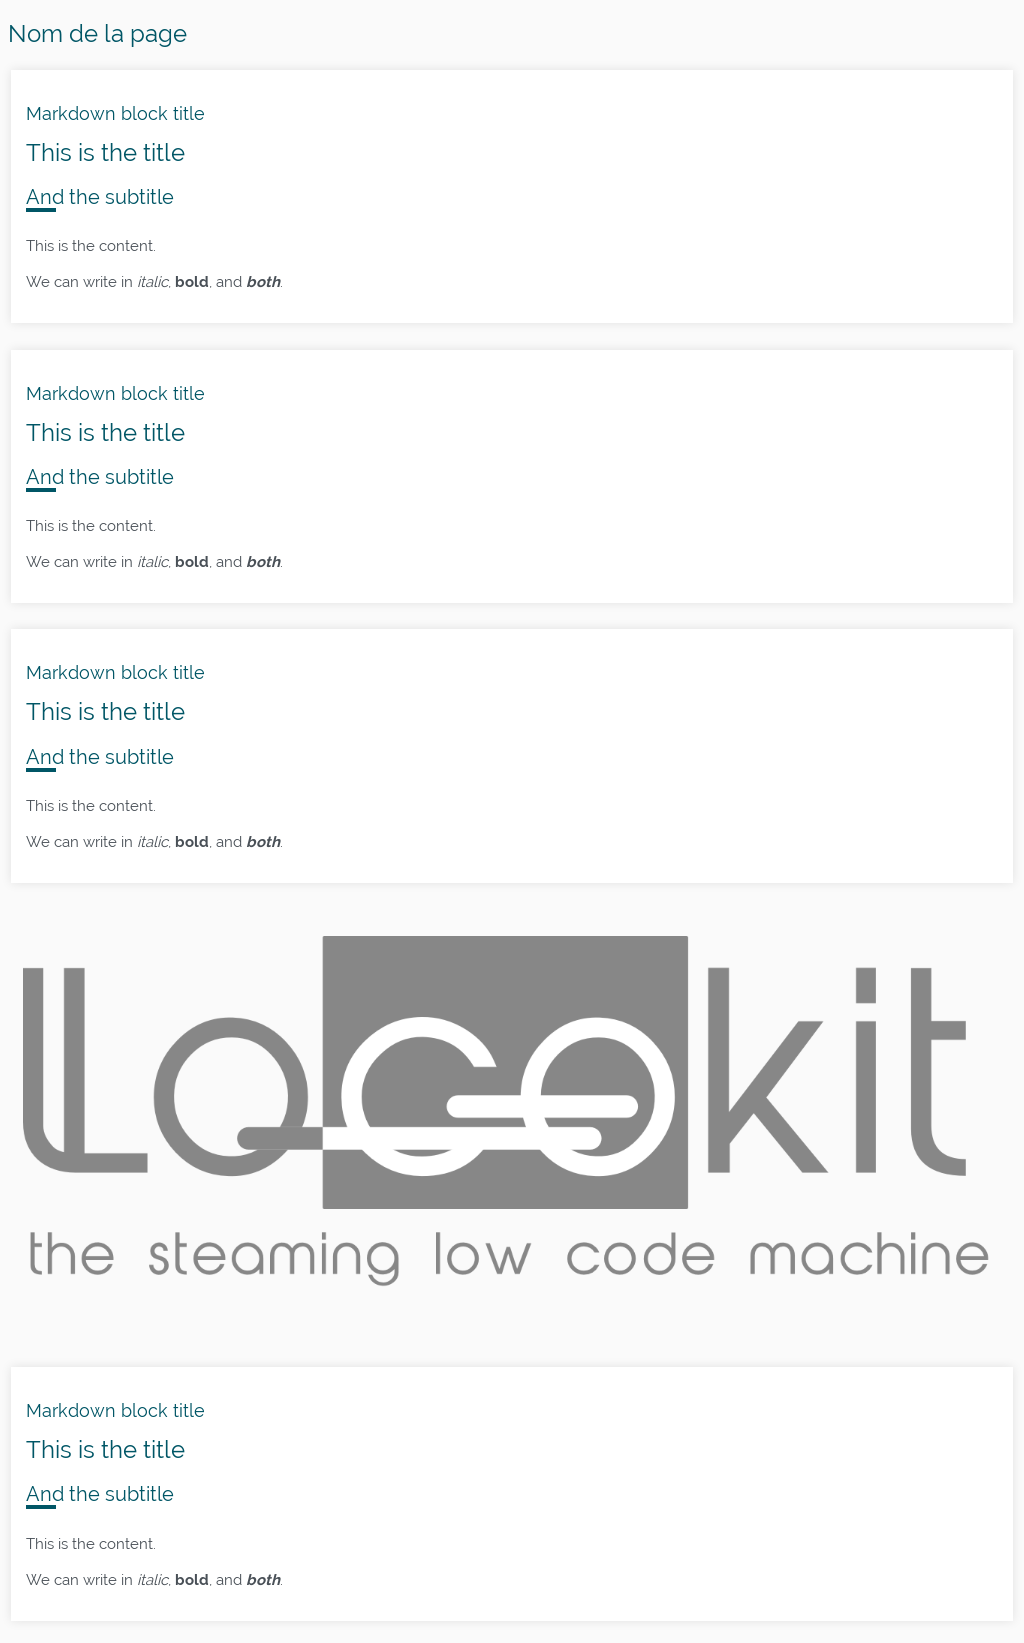 Nom de la page
Markdown block title
This is the title
And the subtitle
This is the content.
We can write in italic, bold, and both.
Markdown block title
This is the title
And the subtitle
This is the content.
We can write in italic, bold, and both.
Markdown block title
This is the title
And the subtitle
This is the content.
We can write in italic, bold, and both.
Locokit
the steaming low code machine
Markdown block title
This is the title
And the subtitle
This is the content.
We can write in italic, bold, and both.